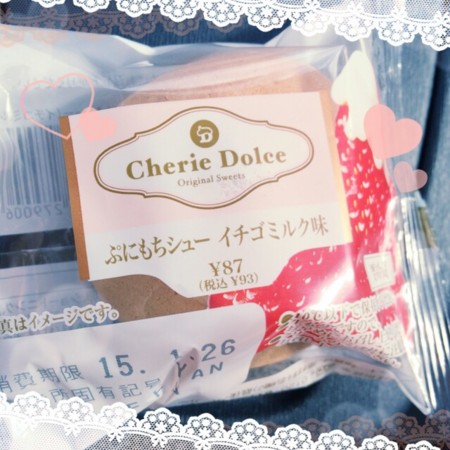 279006
Cherie Dolce
Original Sweets
ぷにもちシュー イチゴミルク味
¥87
(税込 ¥93)
真はイメージです。
消費期限 15. 1.26